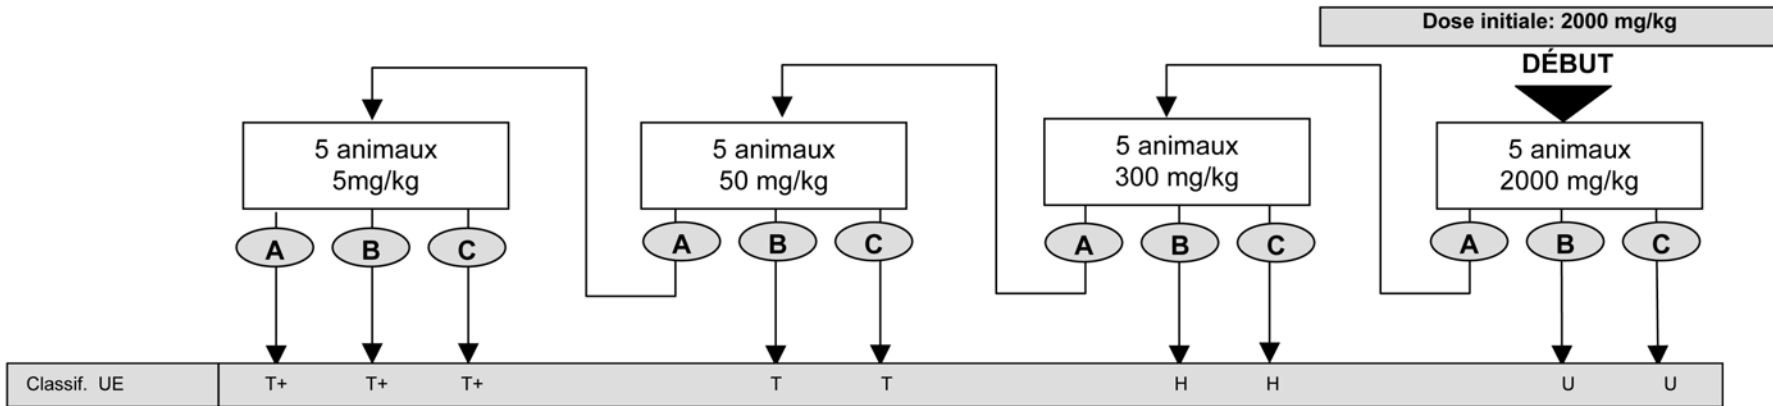 Dose initiale: 2000 mg/kg
DÉBUT
5 animaux
5mg/kg
5 animaux
50 mg/kg
5 animaux
300 mg/kg
5 animaux
2000 mg/kg
A B C A B C A B C A B C
Classif. UE T+ T+ T+ T T H H U U